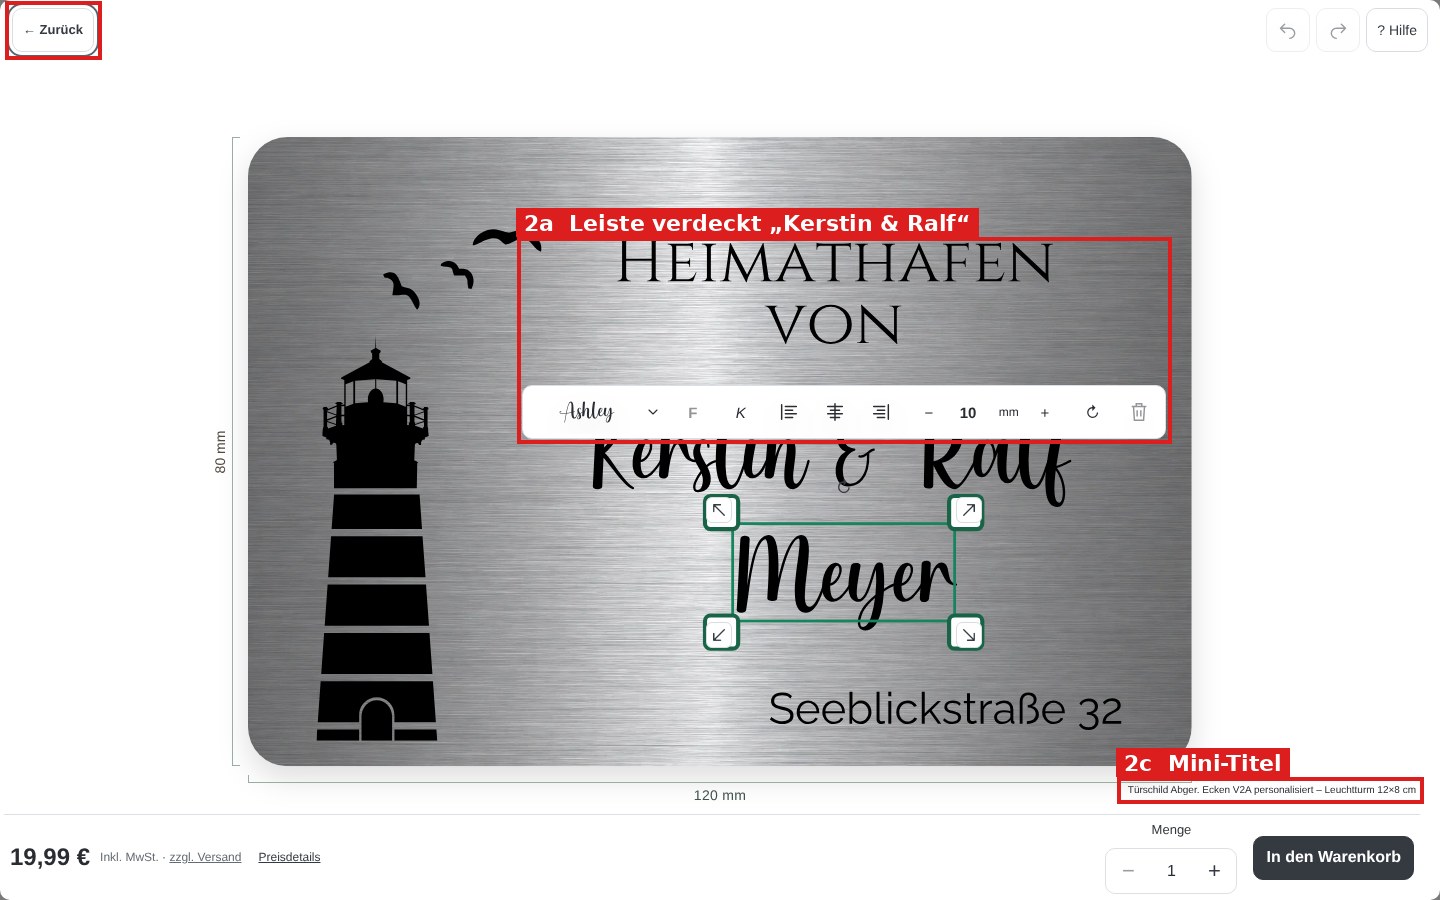 ← Zurück
? Hilfe
2a Leiste verdeckt „Kerstin & Ralf“
HEIMATHAFEN
VON
Ashley F K − 10 mm +
Kerstin & Ralf
Meyer
Seeblickstraße 32
80 mm
120 mm
2c Mini-Titel
Türschild Abger. Ecken V2A personalisiert – Leuchtturm 12×8 cm
Menge
19,99 € Inkl. MwSt. · zzgl. Versand Preisdetails
− 1 +
In den Warenkorb